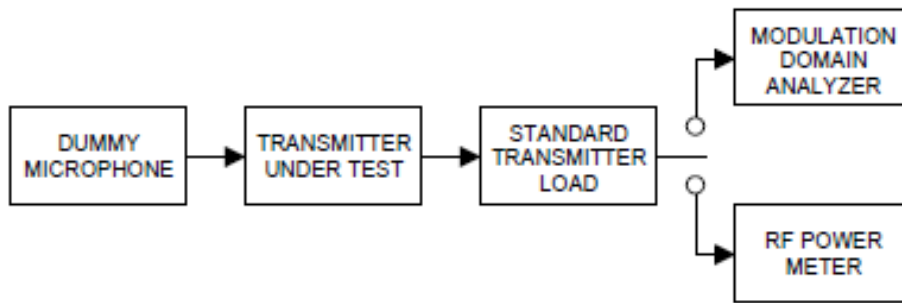 DUMMY
MICROPHONE
TRANSMITTER
UNDER TEST
STANDARD
TRANSMITTER
LOAD
MODULATION
DOMAIN
ANALYZER
RF POWER
METER